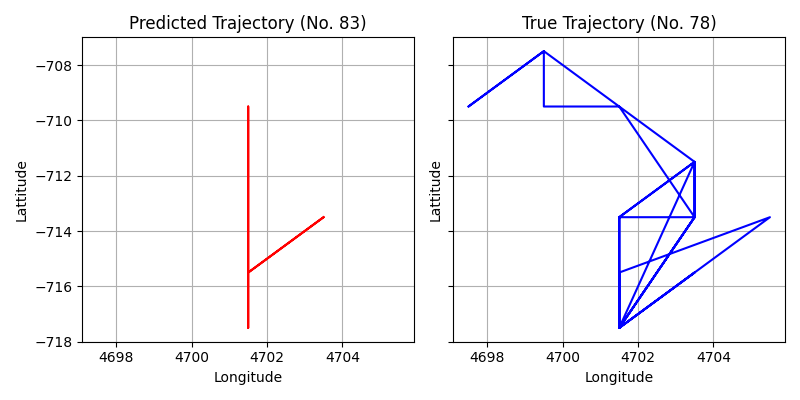 Predicted Trajectory (No. 83)
True Trajectory (No. 78)
−708
−710
−712
−714
−716
−718
Lattitude
Lattitude
4698
4700
4702
4704
4698
4700
4702
4704
Longitude
Longitude